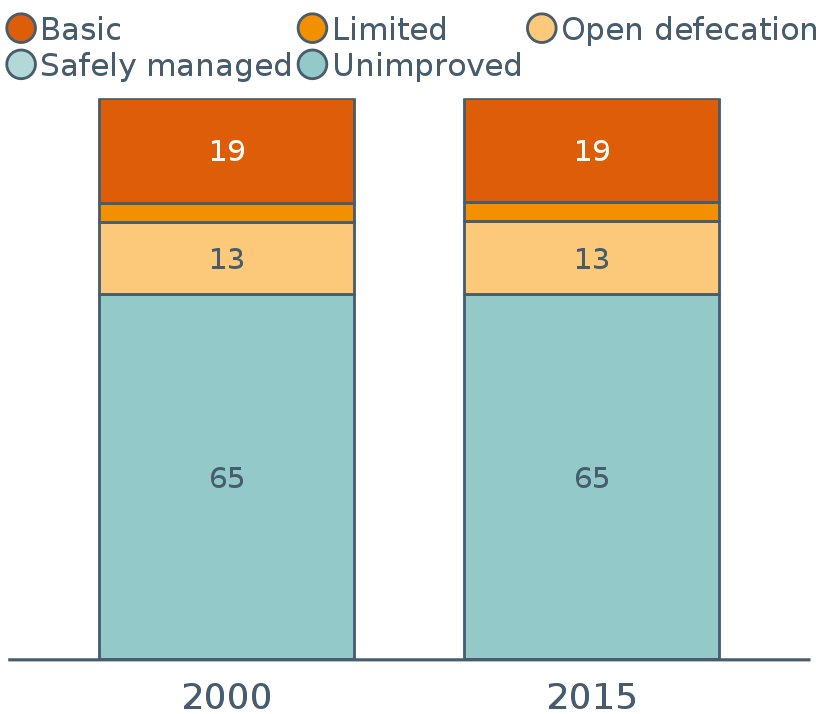 Basic Limited Open defecation
Safely managed Unimproved
19 19
13 13
65 65
2000 2015